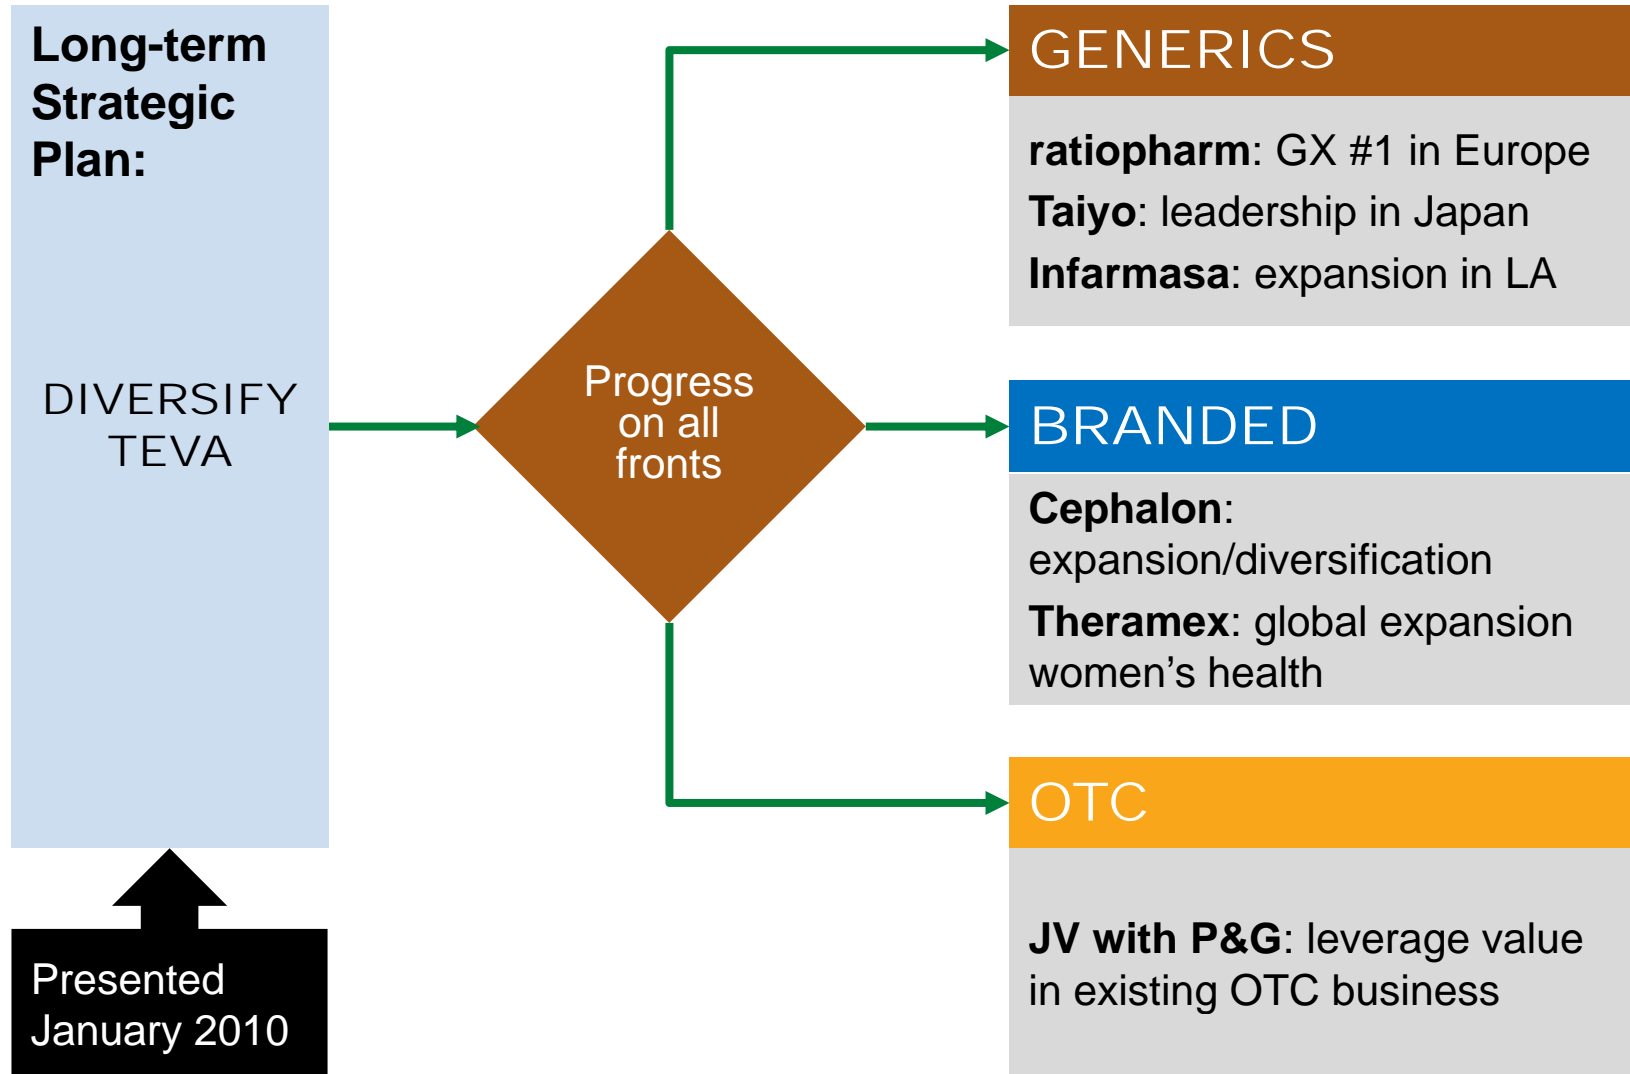 Long-term
Strategic
Plan:
DIVERSIFY
TEVA
Presented
January 2010
Progress
on all
fronts
GENERICS
ratiopharm: GX #1 in Europe
Taiyo: leadership in Japan
Infarmasa: expansion in LA
BRANDED
Cephalon:
expansion/diversification
Theramex: global expansion
women’s health
OTC
JV with P&G: leverage value
in existing OTC business